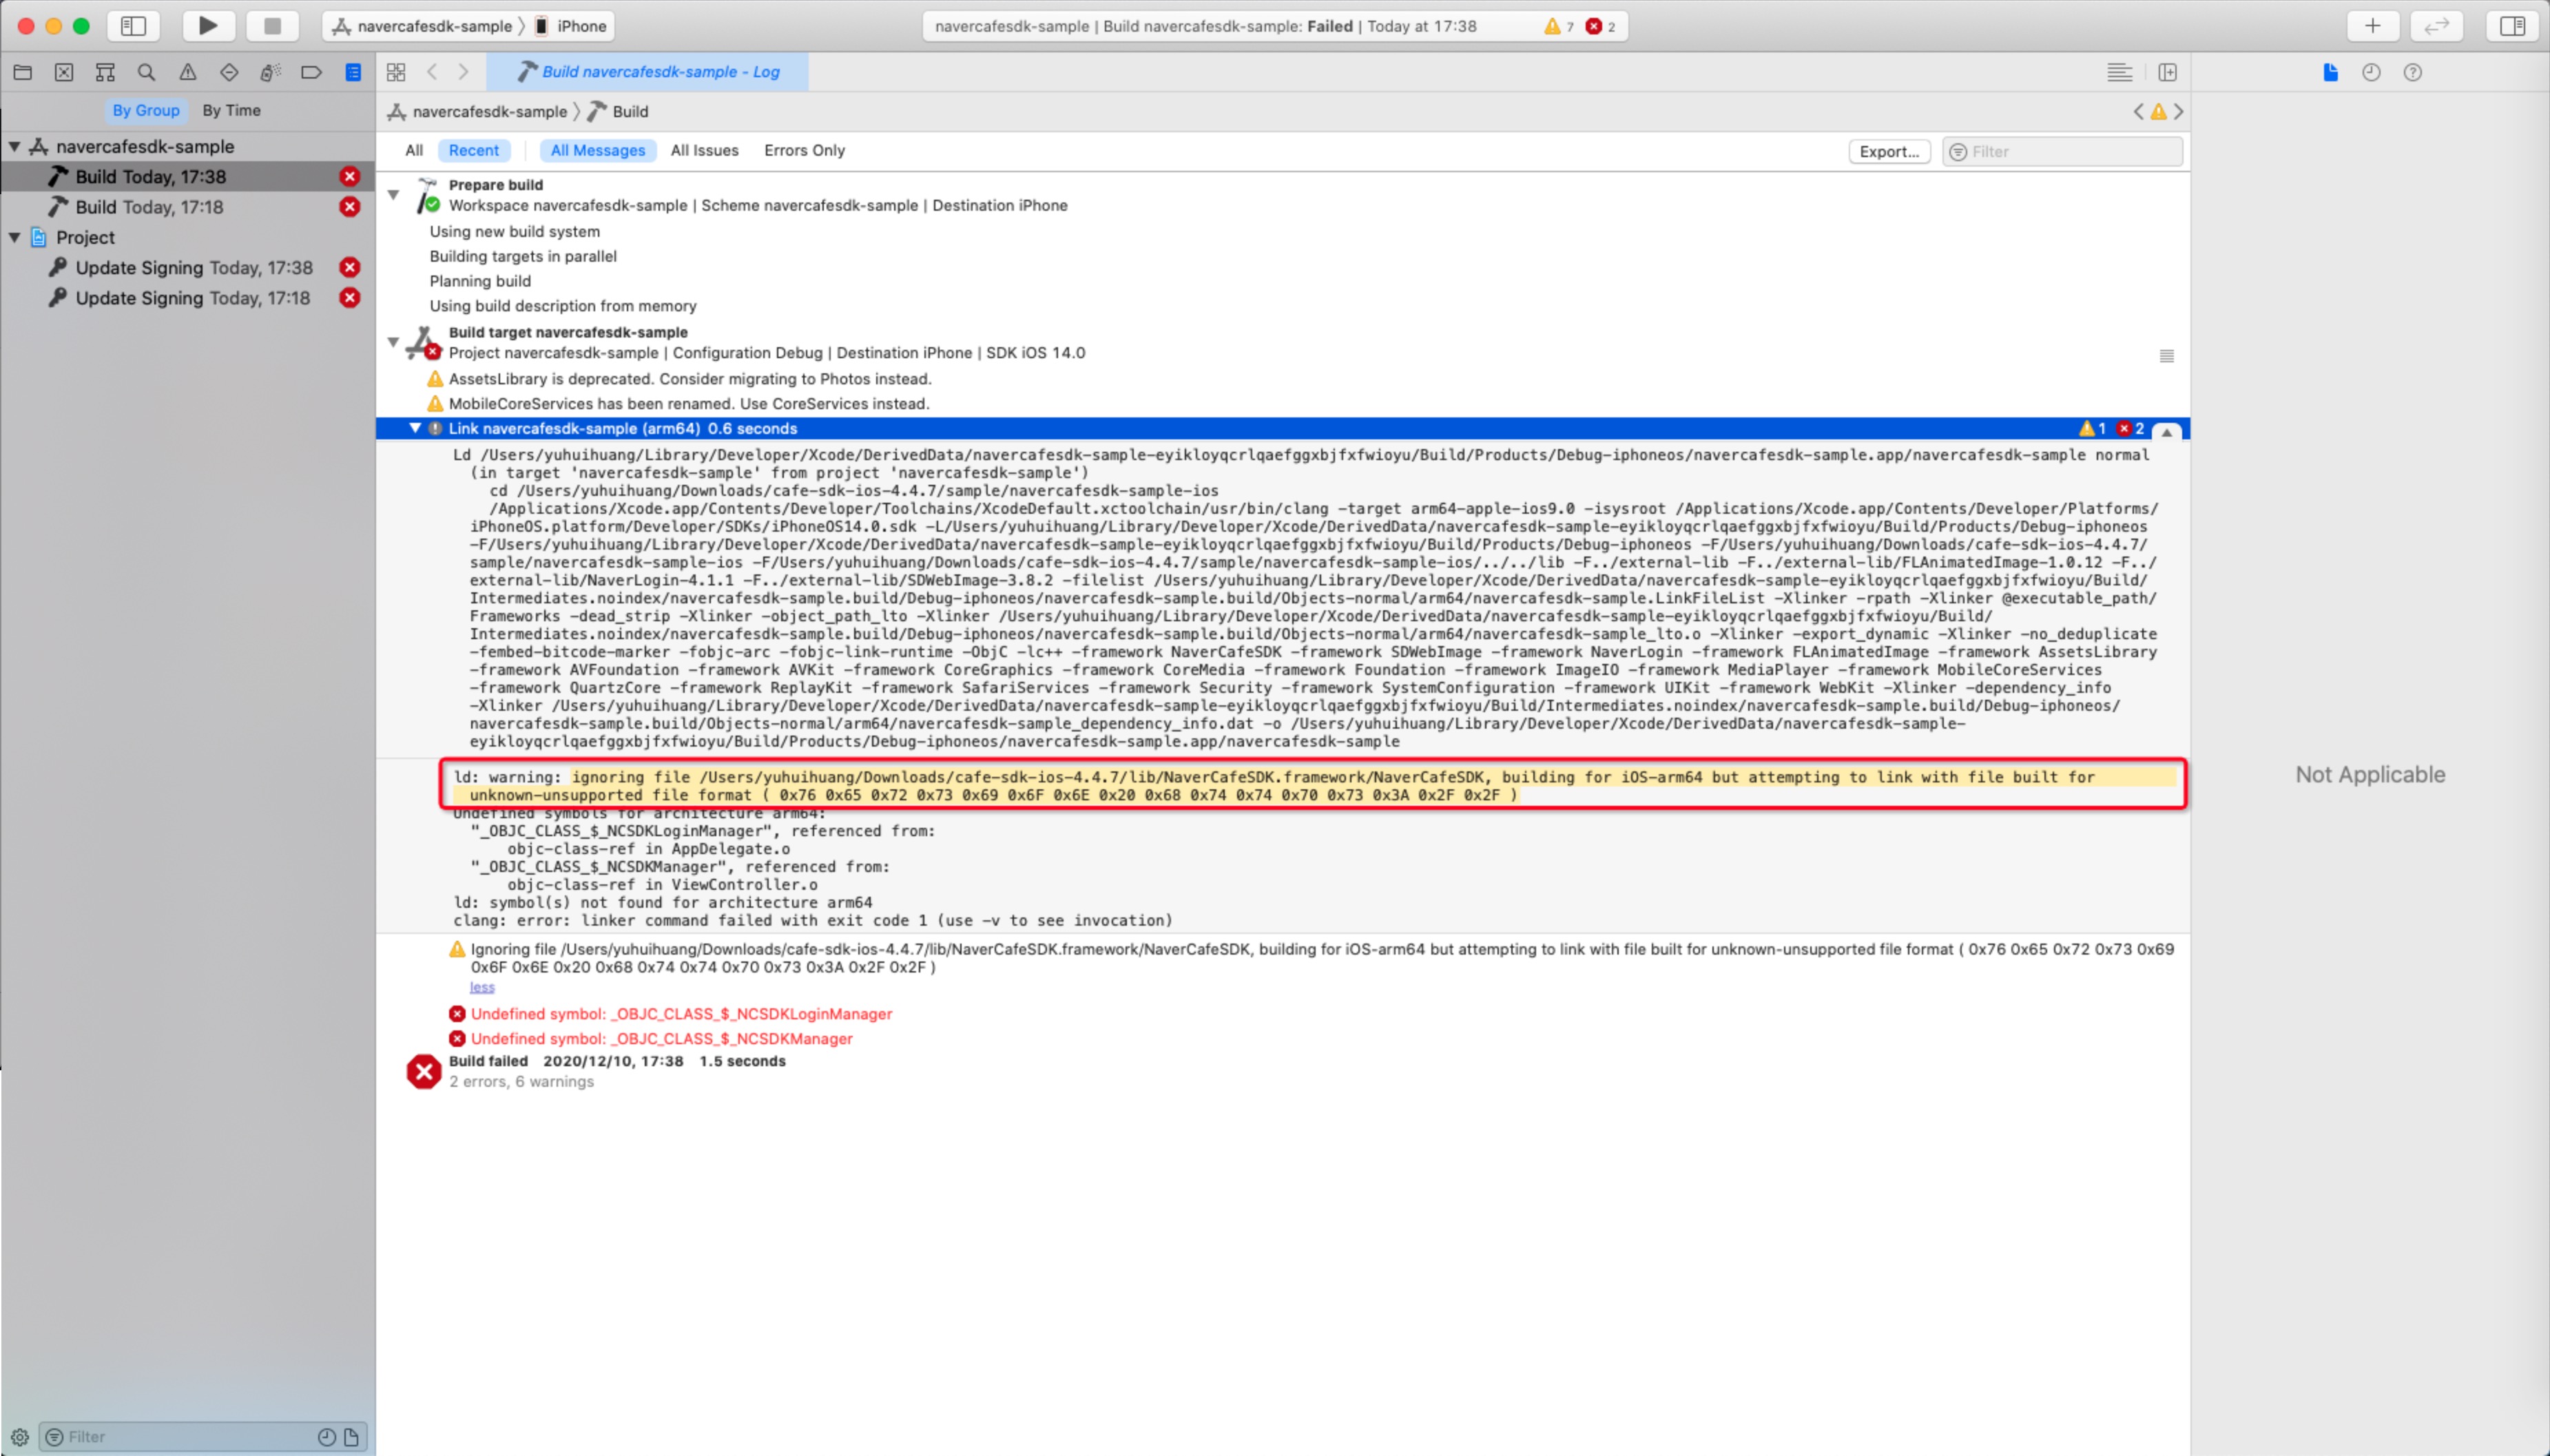 navercafesdk-sample 〉 iPhone
navercafesdk-sample | Build navercafesdk-sample: Failed | Today at 17:38
7
2
Build navercafesdk-sample - Log
By Group
By Time
navercafesdk-sample 〉 Build
navercafesdk-sample
Build Today, 17:38
Build Today, 17:18
Project
Update Signing Today, 17:38
Update Signing Today, 17:18
All
Recent
All Messages
All Issues
Errors Only
Export...
Filter
Prepare build
Workspace navercafesdk-sample | Scheme navercafesdk-sample | Destination iPhone
Using new build system
Building targets in parallel
Planning build
Using build description from memory
Build target navercafesdk-sample
Project navercafesdk-sample | Configuration Debug | Destination iPhone | SDK iOS 14.0
AssetsLibrary is deprecated. Consider migrating to Photos instead.
MobileCoreServices has been renamed. Use CoreServices instead.
Link navercafesdk-sample (arm64) 0.6 seconds
1
2
Ld /Users/yuhuihuang/Library/Developer/Xcode/DerivedData/navercafesdk-sample-eyikloyqcrlqaefggxbjfxfwioyu/Build/Products/Debug-iphoneos/navercafesdk-sample.app/navercafesdk-sample normal
(in target 'navercafesdk-sample' from project 'navercafesdk-sample')
cd /Users/yuhuihuang/Downloads/cafe-sdk-ios-4.4.7/sample/navercafesdk-sample-ios
/Applications/Xcode.app/Contents/Developer/Toolchains/XcodeDefault.xctoolchain/usr/bin/clang -target arm64-apple-ios9.0 -isysroot /Applications/Xcode.app/Contents/Developer/Platforms/
iPhoneOS.platform/Developer/SDKs/iPhoneOS14.0.sdk -L/Users/yuhuihuang/Library/Developer/Xcode/DerivedData/navercafesdk-sample-eyikloyqcrlqaefggxbjfxfwioyu/Build/Products/Debug-iphoneos
-F/Users/yuhuihuang/Library/Developer/Xcode/DerivedData/navercafesdk-sample-eyikloyqcrlqaefggxbjfxfwioyu/Build/Products/Debug-iphoneos -F/Users/yuhuihuang/Downloads/cafe-sdk-ios-4.4.7/
sample/navercafesdk-sample-ios -F/Users/yuhuihuang/Downloads/cafe-sdk-ios-4.4.7/sample/navercafesdk-sample-ios/../../lib -F../external-lib -F../external-lib/FLAnimatedImage-1.0.12 -F../
external-lib/NaverLogin-4.1.1 -F../external-lib/SDWebImage-3.8.2 -filelist /Users/yuhuihuang/Library/Developer/Xcode/DerivedData/navercafesdk-sample-eyikloyqcrlqaefggxbjfxfwioyu/Build/
Intermediates.noindex/navercafesdk-sample.build/Debug-iphoneos/navercafesdk-sample.build/Objects-normal/arm64/navercafesdk-sample.LinkFileList -Xlinker -rpath -Xlinker @executable_path/
Frameworks -dead_strip -Xlinker -object_path_lto -Xlinker /Users/yuhuihuang/Library/Developer/Xcode/DerivedData/navercafesdk-sample-eyikloyqcrlqaefggxbjfxfwioyu/Build/
Intermediates.noindex/navercafesdk-sample.build/Debug-iphoneos/navercafesdk-sample.build/Objects-normal/arm64/navercafesdk-sample_lto.o -Xlinker -export_dynamic -Xlinker -no_deduplicate
-fembed-bitcode-marker -fobjc-arc -fobjc-link-runtime -ObjC -lc++ -framework NaverCafeSDK -framework SDWebImage -framework NaverLogin -framework FLAnimatedImage -framework AssetsLibrary
-framework AVFoundation -framework AVKit -framework CoreGraphics -framework CoreMedia -framework Foundation -framework ImageIO -framework MediaPlayer -framework MobileCoreServices
-framework QuartzCore -framework ReplayKit -framework SafariServices -framework Security -framework SystemConfiguration -framework UIKit -framework WebKit -Xlinker -dependency_info
-Xlinker /Users/yuhuihuang/Library/Developer/Xcode/DerivedData/navercafesdk-sample-eyikloyqcrlqaefggxbjfxfwioyu/Build/Intermediates.noindex/navercafesdk-sample.build/Debug-iphoneos/
navercafesdk-sample.build/Objects-normal/arm64/navercafesdk-sample_dependency_info.dat -o /Users/yuhuihuang/Library/Developer/Xcode/DerivedData/navercafesdk-sample-
eyikloyqcrlqaefggxbjfxfwioyu/Build/Products/Debug-iphoneos/navercafesdk-sample.app/navercafesdk-sample
ld: warning: ignoring file /Users/yuhuihuang/Downloads/cafe-sdk-ios-4.4.7/lib/NaverCafeSDK.framework/NaverCafeSDK, building for iOS-arm64 but attempting to link with file built for
unknown-unsupported file format ( 0x76 0x65 0x72 0x73 0x69 0x6F 0x6E 0x20 0x68 0x74 0x74 0x70 0x73 0x3A 0x2F 0x2F )
Undefined symbols for architecture arm64:
"_OBJC_CLASS_$_NCSDKLoginManager", referenced from:
objc-class-ref in AppDelegate.o
"_OBJC_CLASS_$_NCSDKManager", referenced from:
objc-class-ref in ViewController.o
ld: symbol(s) not found for architecture arm64
clang: error: linker command failed with exit code 1 (use -v to see invocation)
Ignoring file /Users/yuhuihuang/Downloads/cafe-sdk-ios-4.4.7/lib/NaverCafeSDK.framework/NaverCafeSDK, building for iOS-arm64 but attempting to link with file built for unknown-unsupported file format ( 0x76 0x65 0x72 0x73 0x69
0x6F 0x6E 0x20 0x68 0x74 0x74 0x70 0x73 0x3A 0x2F 0x2F )
less
Undefined symbol: _OBJC_CLASS_$_NCSDKLoginManager
Undefined symbol: _OBJC_CLASS_$_NCSDKManager
Build failed 2020/12/10, 17:38 1.5 seconds
2 errors, 6 warnings
Not Applicable
Filter